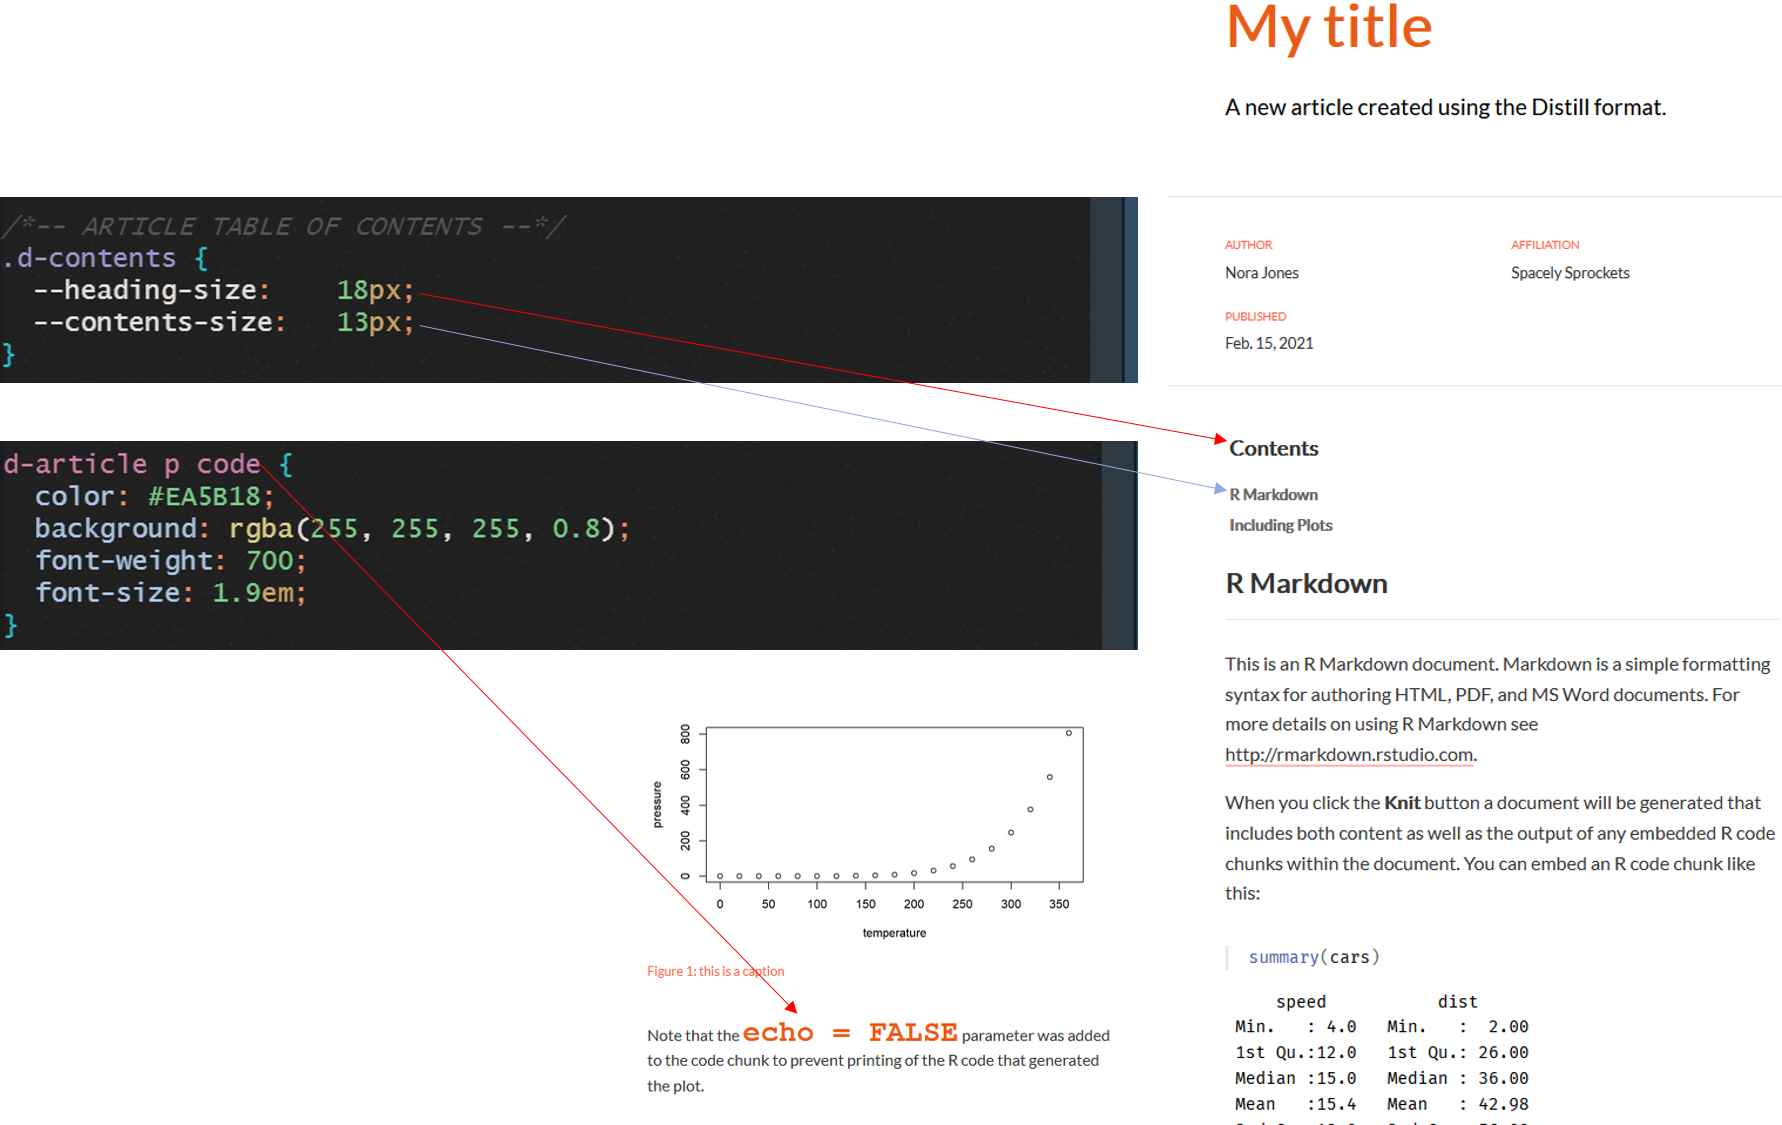 My title
A new article created using the Distill format.
/*-- ARTICLE TABLE OF CONTENTS --*/
.d-contents {
--heading-size: 18px;
--contents-size: 13px;
}
AUTHOR
AFFILIATION
Nora Jones
Spacely Sprockets
PUBLISHED
Feb. 15, 2021
d-article p code {
color: #EA5B18;
background: rgba(255, 255, 255, 0.8);
font-weight: 700;
font-size: 1.9em;
}
Contents
R Markdown
Including Plots
R Markdown
This is an R Markdown document. Markdown is a simple formatting
syntax for authoring HTML, PDF, and MS Word documents. For
more details on using R Markdown see
http://rmarkdown.rstudio.com.
When you click the Knit button a document will be generated that
includes both content as well as the output of any embedded R code
chunks within the document. You can embed an R code chunk like
this:
summary(cars)
speed dist
Min. : 4.0 Min. : 2.00
1st Qu.:12.0 1st Qu.: 26.00
Median :15.0 Median : 36.00
Mean :15.4 Mean : 42.98
800
600
400
200
0
pressure
0 50 100 150 200 250 300 350
temperature
Figure 1: this is a caption
Note that the echo = FALSE parameter was added
to the code chunk to prevent printing of the R code that generated
the plot.